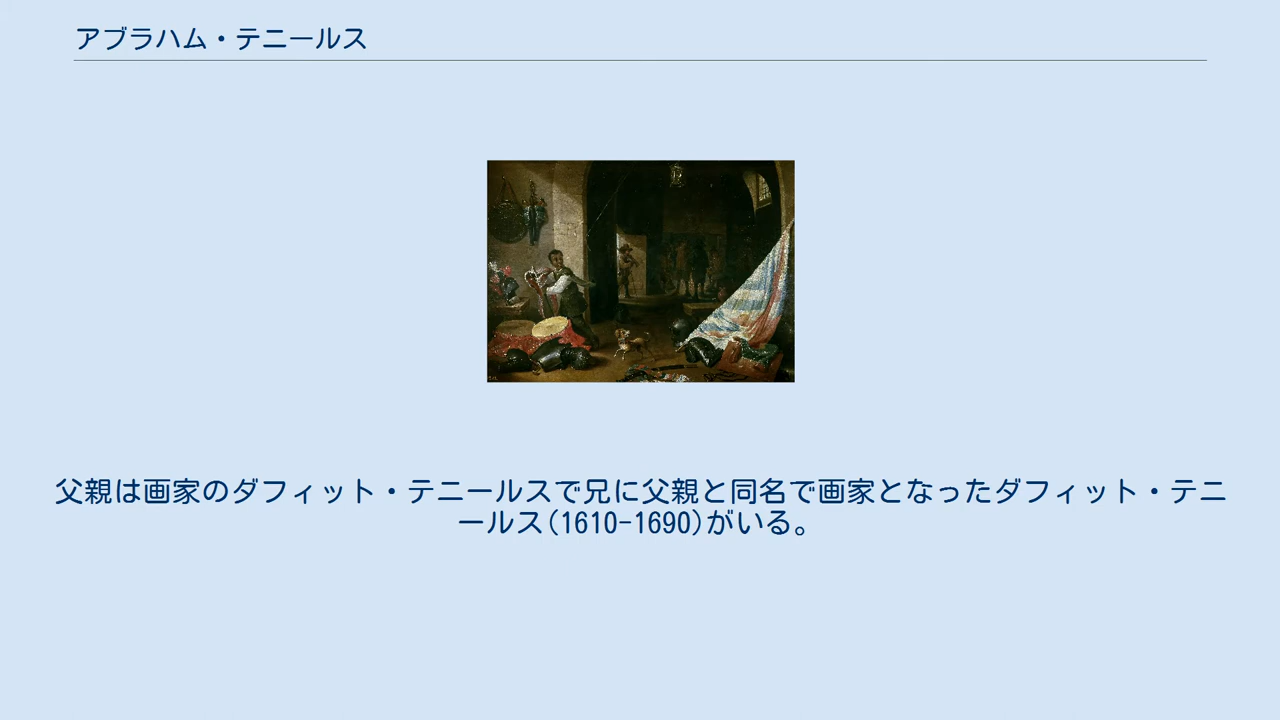 アブラハム・テニールス
父親は画家のダフィット・テニールスで兄に父親と同名で画家となったダフィット・テニ
ールス(1610-1690)がいる。